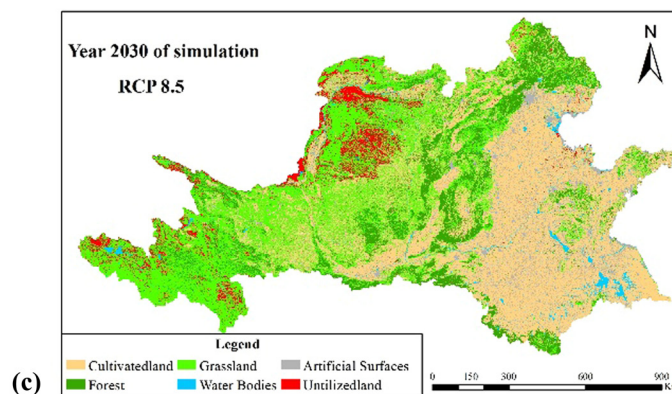 Year 2030 of simulation
RCP 8.5
N
Legend
Cultivatedland Grassland Artificial Surfaces
Forest Water Bodies Untilizedland
0 150 300 600 900
K
(c)